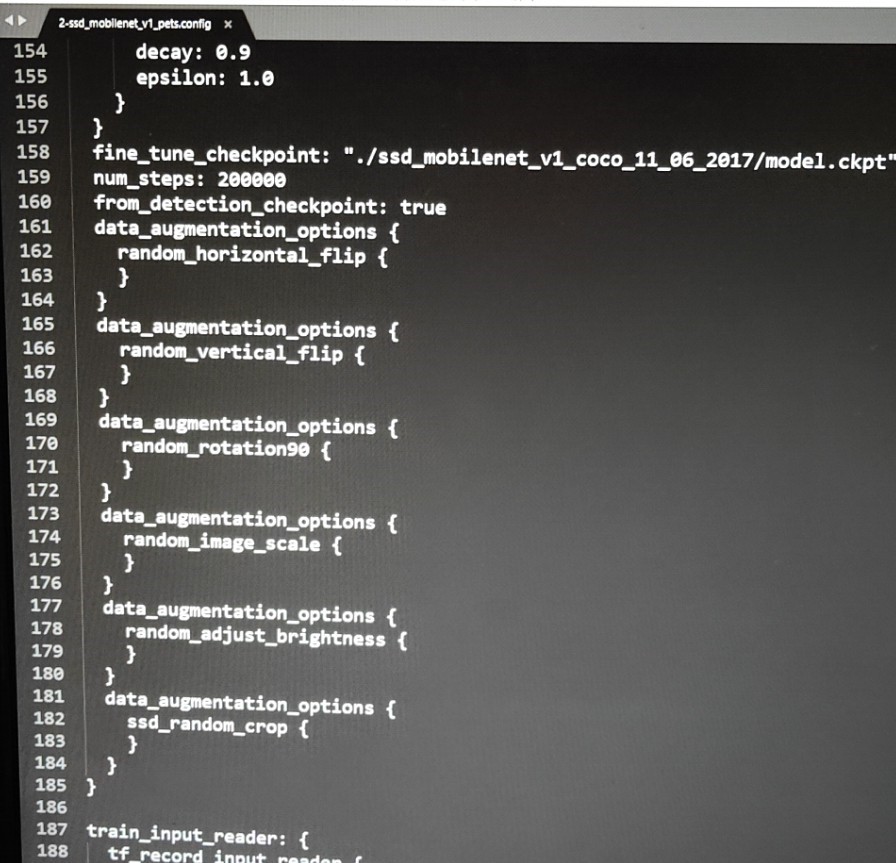 2-ssd_mobilenet_v1_pets.config x
154 decay: 0.9
155 epsilon: 1.0
156 }
157 }
158 fine_tune_checkpoint: "./ssd_mobilenet_v1_coco_11_06_2017/model.ckpt"
159 num_steps: 200000
160 from_detection_checkpoint: true
161 data_augmentation_options {
162 random_horizontal_flip {
163 }
164 }
165 data_augmentation_options {
166 random_vertical_flip {
167 }
168 }
169 data_augmentation_options {
170 random_rotation90 {
171 }
172 }
173 data_augmentation_options {
174 random_image_scale {
175 }
176 }
177 data_augmentation_options {
178 random_adjust_brightness {
179 }
180 }
181 data_augmentation_options {
182 ssd_random_crop {
183 }
184 }
185 }
186
187 train_input_reader: {
188 tf_record_input_reader {